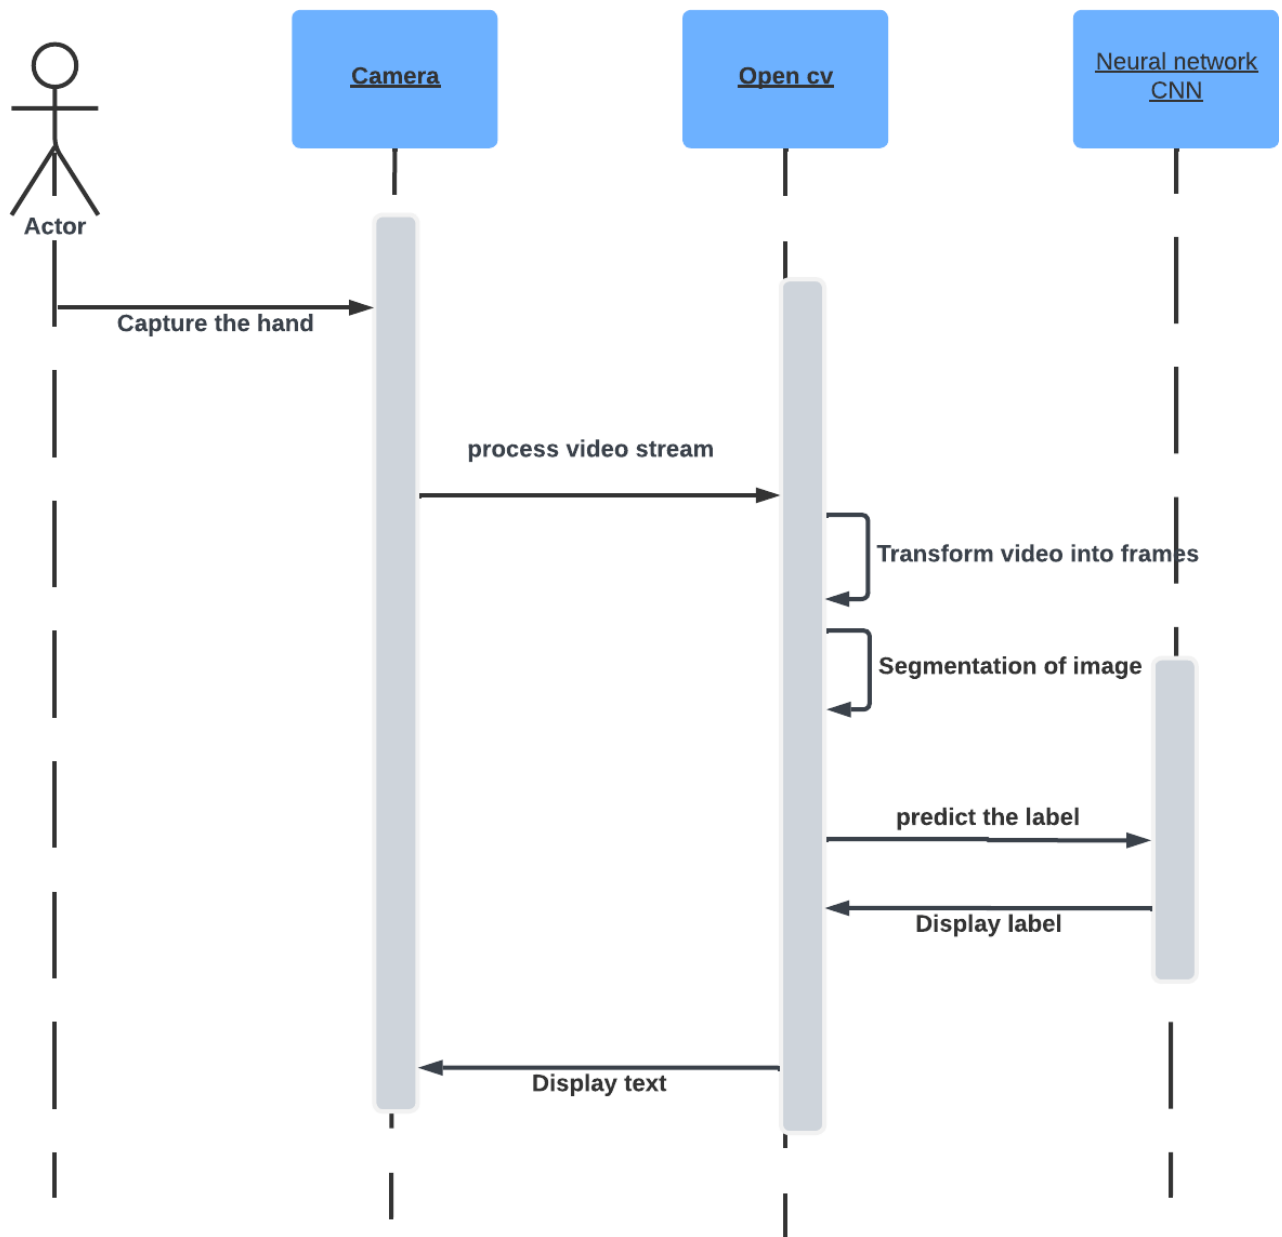 Camera
Open cv
Neural network
CNN
Actor
Capture the hand
process video stream
Transform video into frames
Segmentation of image
predict the label
Display label
Display text